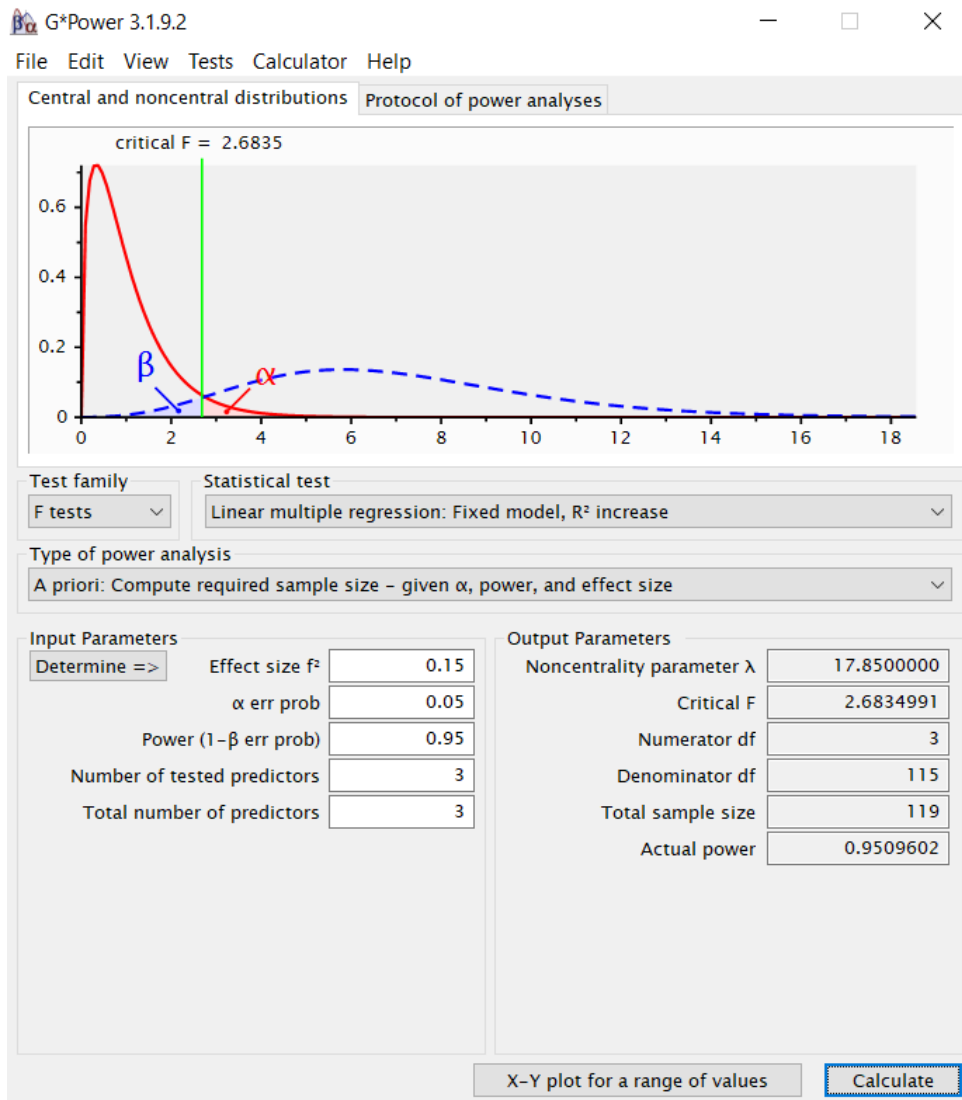 G*Power 3.1.9.2
File Edit View Tests Calculator Help
Central and noncentral distributions Protocol of power analyses
critical F = 2.6835
0.6
0.4
0.2
β α
0
0 2 4 6 8 10 12 14 16 18
Test family Statistical test
F tests Linear multiple regression: Fixed model, R² increase
Type of power analysis
A priori: Compute required sample size - given α, power, and effect size
Input Parameters Output Parameters
Determine => Effect size f² 0.15 Noncentrality parameter λ 17.8500000
α err prob 0.05 Critical F 2.6834991
Power (1-β err prob) 0.95 Numerator df 3
Number of tested predictors 3 Denominator df 115
Total number of predictors 3 Total sample size 119
Actual power 0.9509602
X-Y plot for a range of values Calculate